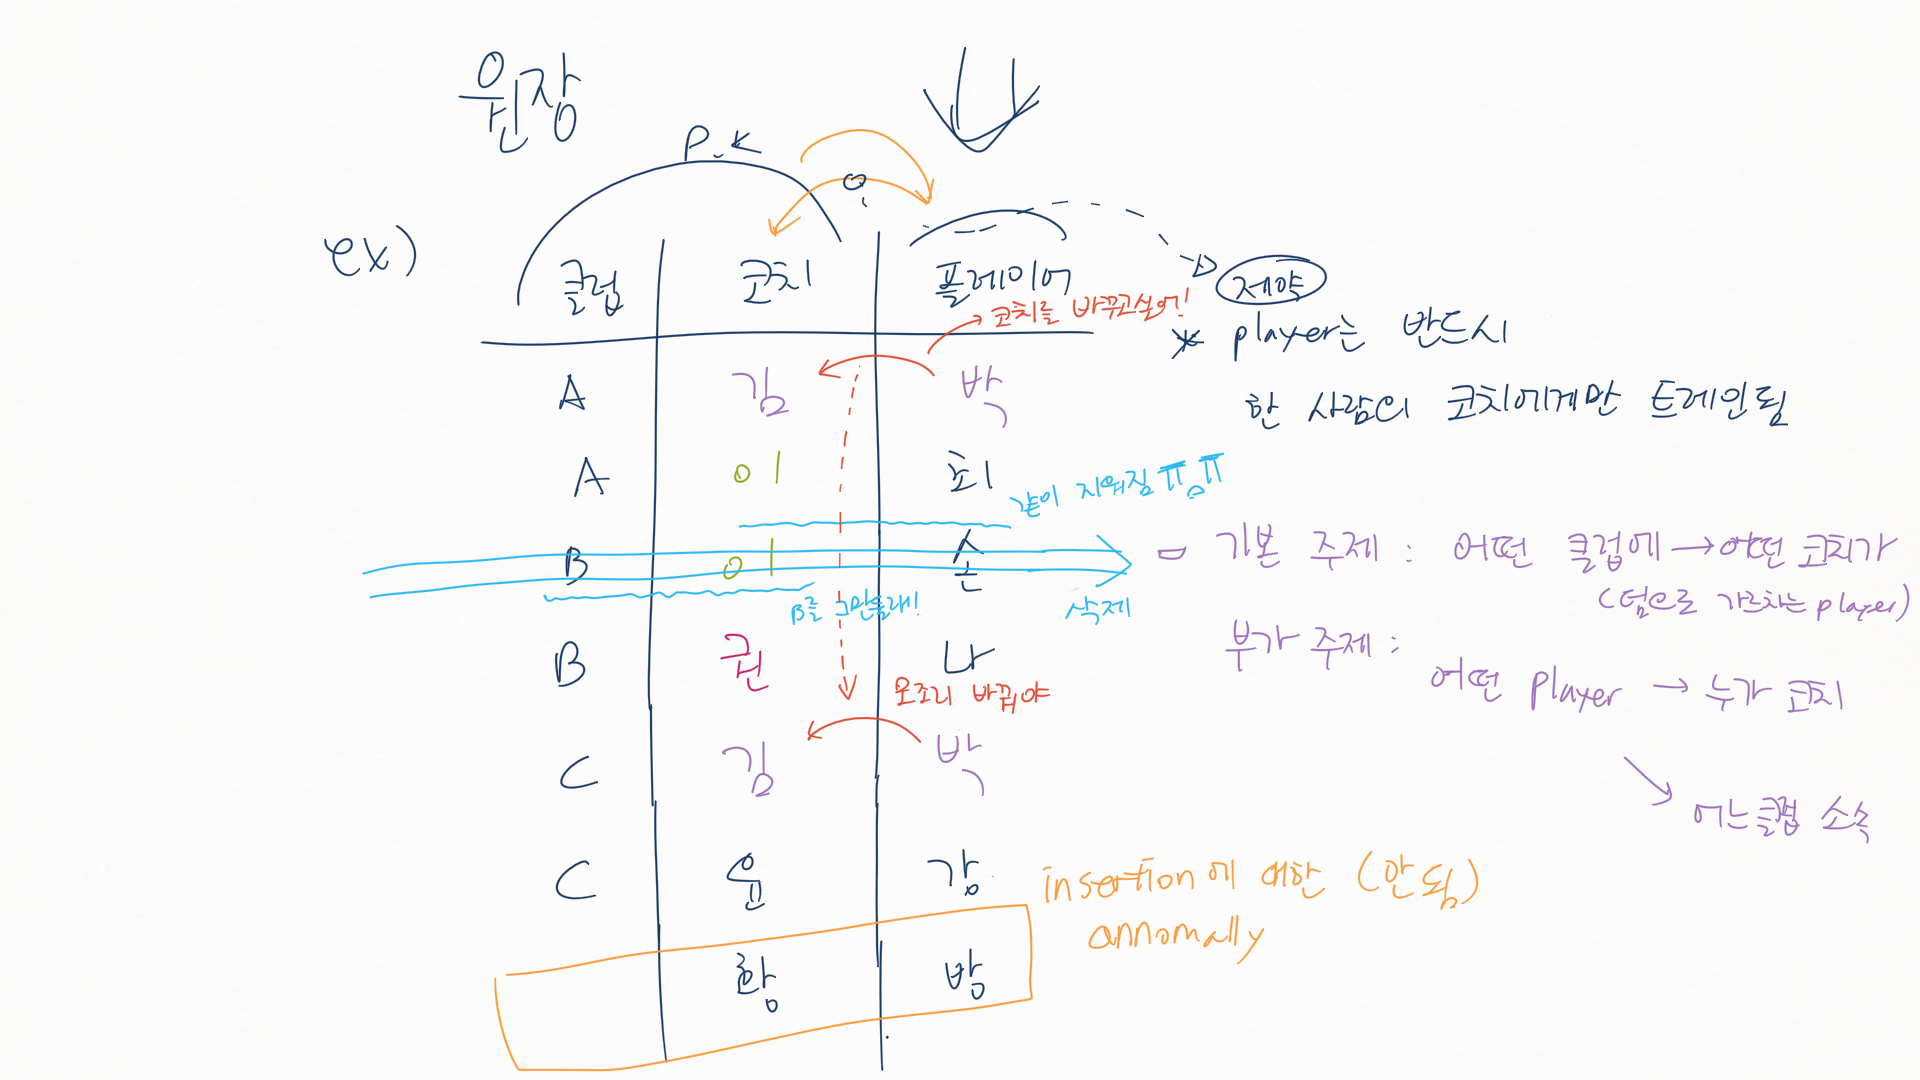 원장
P.K
ex)
클럽 코치 플레이어
제약
코치를 바꾸고싶어!
* player는 반드시
한 사람의 코치에게만 트레인됨
A 김 박
A 이 최
같이 지워짐 ㅠ.ㅠ
B 이 손
B를 그만둘래!
삭제
- 기본 주제 : 어떤 클럽에 → 어떤 코치가
(덤으로 가르차는 player)
부가 주제 :
어떤 player → 누가 코치
어느클럽 소속
B 권 나
모조리 바꿔야
C 김 박
C 윤 강
insertion에 대한 (안됨)
annomally
황 방